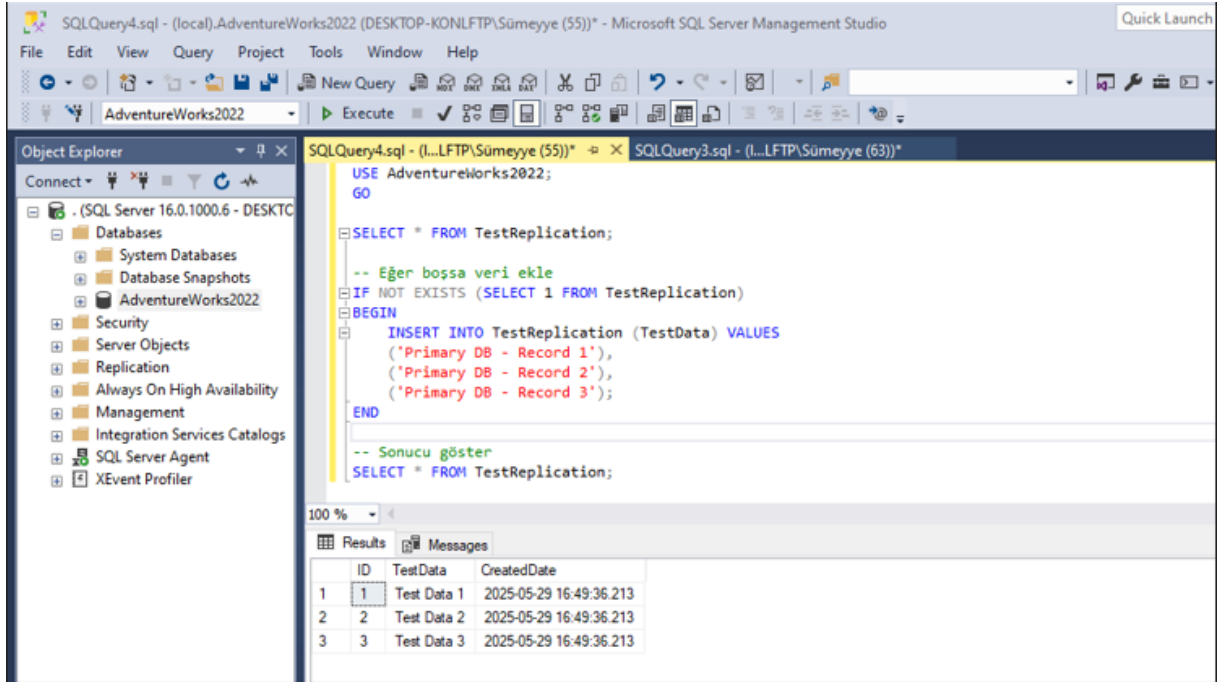 SQLQuery4.sql - (local).AdventureWorks2022 (DESKTOP-KONLFTP\Sümeyye (55))* - Microsoft SQL Server Management Studio
Quick Launch
File Edit View Query Project Tools Window Help
New Query MDX DMX XMLA DAX
AdventureWorks2022 Execute
Object Explorer
SQLQuery4.sql - (l...LFTP\Sümeyye (55))* SQLQuery3.sql - (l...LFTP\Sümeyye (63))*
Connect
. (SQL Server 16.0.1000.6 - DESKTC
Databases
System Databases
Database Snapshots
AdventureWorks2022
Security
Server Objects
Replication
Always On High Availability
Management
Integration Services Catalogs
SQL Server Agent
XEvent Profiler
USE AdventureWorks2022;
GO
SELECT * FROM TestReplication;
-- Eğer boşsa veri ekle
IF NOT EXISTS (SELECT 1 FROM TestReplication)
BEGIN
INSERT INTO TestReplication (TestData) VALUES
('Primary DB - Record 1'),
('Primary DB - Record 2'),
('Primary DB - Record 3');
END
-- Sonucu göster
SELECT * FROM TestReplication;
100 %
Results Messages
ID TestData CreatedDate
1 1 Test Data 1 2025-05-29 16:49:36.213
2 2 Test Data 2 2025-05-29 16:49:36.213
3 3 Test Data 3 2025-05-29 16:49:36.213